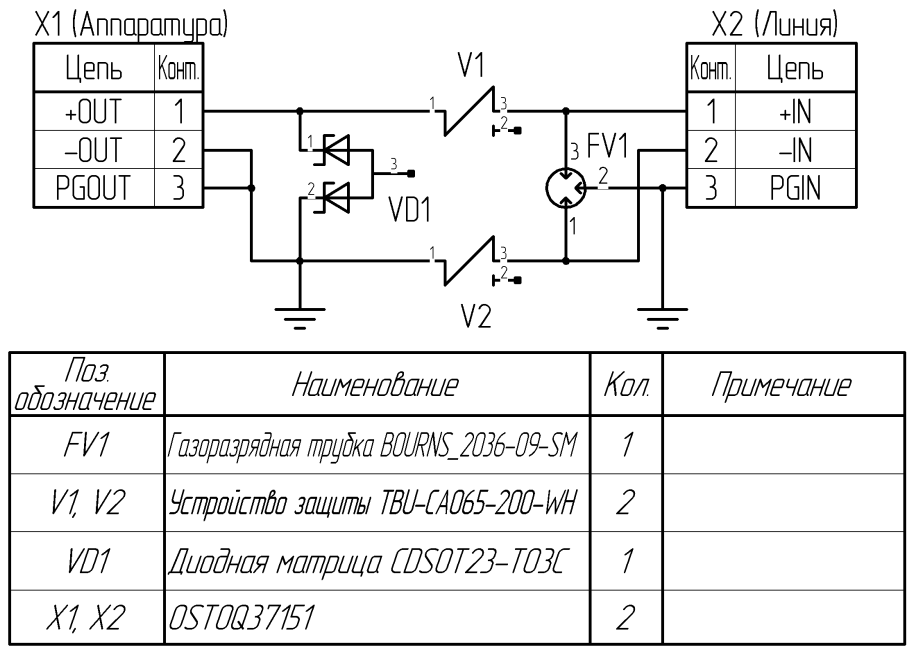 X1 (Аппаратура)
X2 (Линия)
Цепь Конт.
+OUT 1
–OUT 2
PGOUT 3
V1
1 3
2
1
2
3
VD1
3 FV1
2
1
1 3
2
V2
Конт. Цепь
1 +IN
2 –IN
3 PGIN
Поз. обозначение Наименование Кол. Примечание
FV1 Газоразрядная трубка BOURNS_2036-09-SM 1
V1, V2 Устройство защиты TBU-CA065-200-WH 2
VD1 Диодная матрица CDSOT23-T03C 1
X1, X2 OSTOQ37151 2